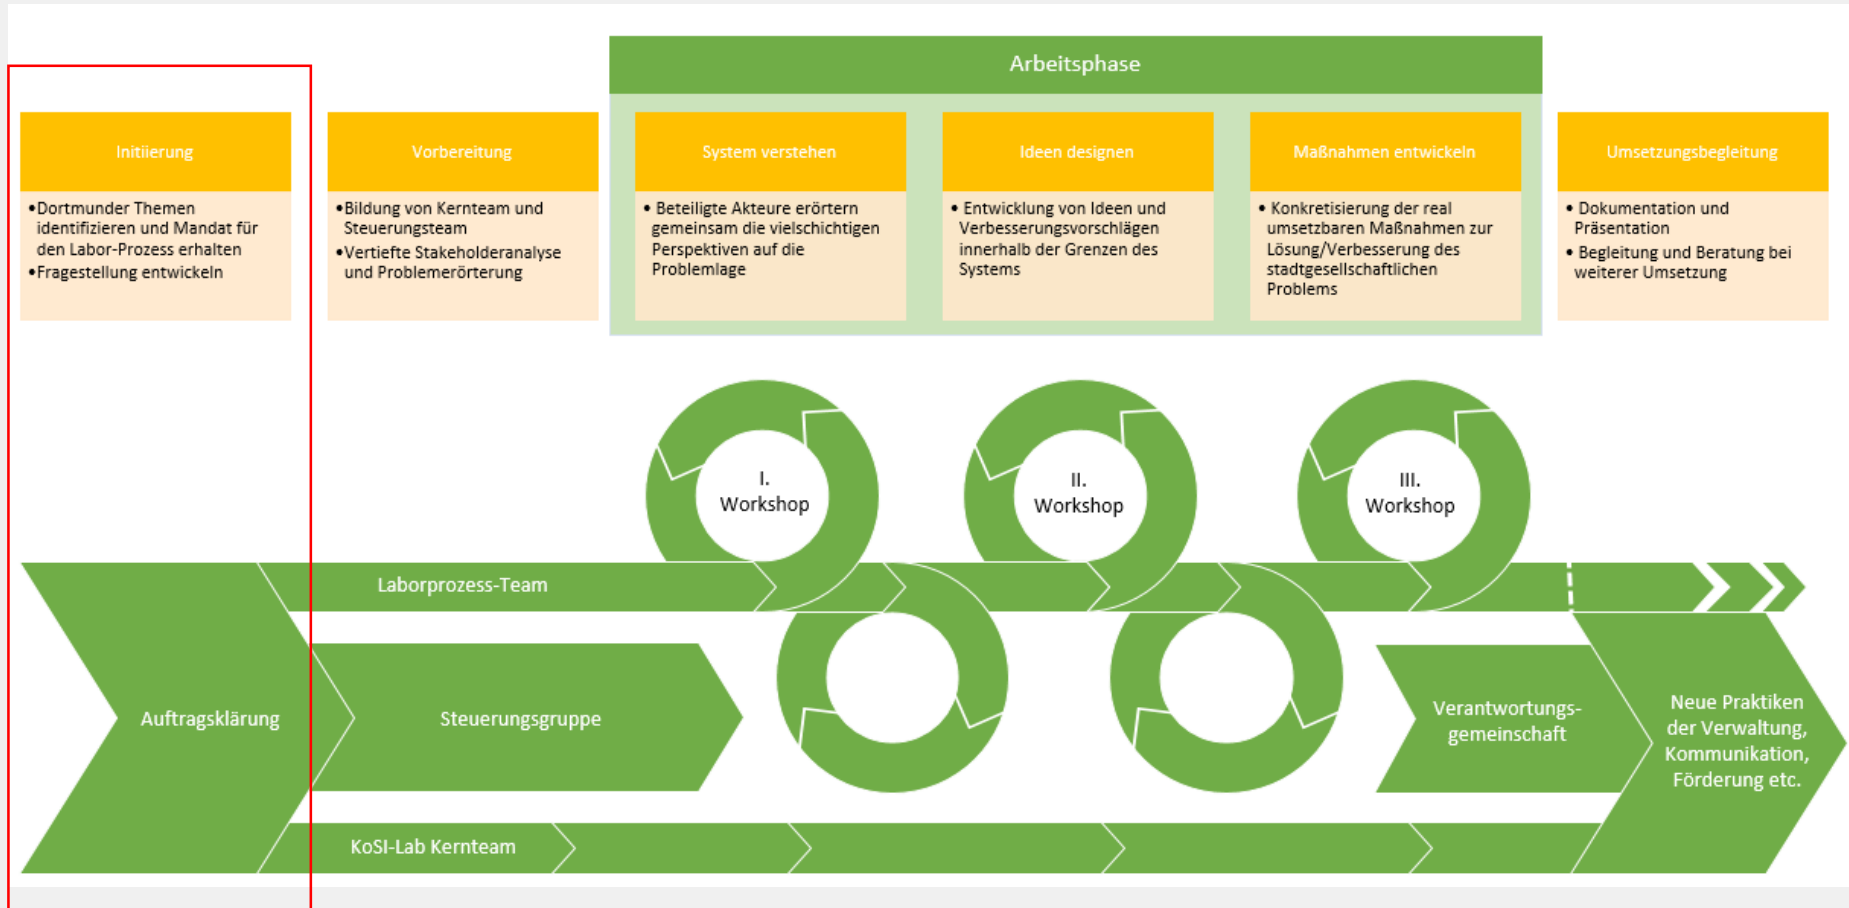 Arbeitsphase
Initiierung
•Dortmunder Themen
identifizieren und Mandat für
den Labor-Prozess erhalten
•Fragestellung entwickeln
Vorbereitung
•Bildung von Kernteam und
Steuerungsteam
•Vertiefte Stakeholderanalyse
und Problemerörterung
System verstehen
• Beteiligte Akteure erörtern
gemeinsam die vielschichtigen
Perspektiven auf die
Problemlage
Ideen designen
• Entwicklung von Ideen und
Verbesserungsvorschlägen
innerhalb der Grenzen des
Systems
Maßnahmen entwickeln
• Konkretisierung der real
umsetzbaren Maßnahmen zur
Lösung/Verbesserung des
stadtgesellschaftlichen
Problems
Umsetzungsbegleitung
• Dokumentation und
Präsentation
• Begleitung und Beratung bei
weiterer Umsetzung
I.
Workshop
II.
Workshop
III.
Workshop
Laborprozess-Team
Auftragsklärung
Steuerungsgruppe
Verantwortungs-
gemeinschaft
Neue Praktiken
der Verwaltung,
Kommunikation,
Förderung etc.
KoSI-Lab Kernteam